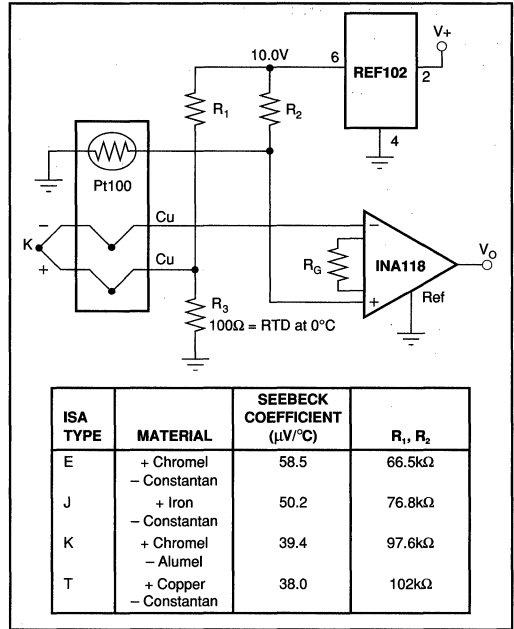 V+
10.0V
6
REF102
2
R1
R2
4
Pt100
Cu
−
K
Cu
+
−
RG
INA118
VO
+
Ref
R3
100Ω = RTD at 0°C
ISA TYPE
MATERIAL
SEEBECK COEFFICIENT (μV/°C)
R1, R2
E
+ Chromel
− Constantan
58.5
66.5kΩ
J
+ Iron
− Constantan
50.2
76.8kΩ
K
+ Chromel
− Alumel
39.4
97.6kΩ
T
+ Copper
− Constantan
38.0
102kΩ